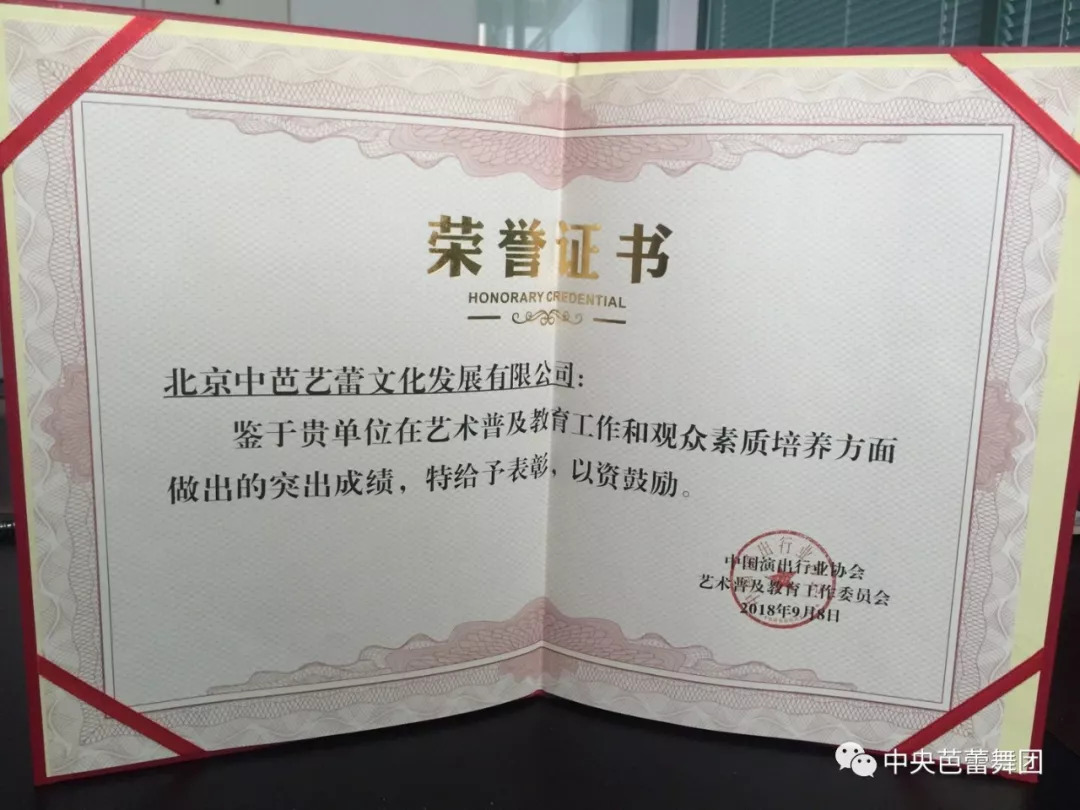 荣誉证书
HONORARY CREDENTIAL
北京中芭艺蕾文化发展有限公司:
鉴于贵单位在艺术普及教育工作和观众素质培养方面
做出的突出成绩，特给予表彰，以资鼓励。
中国演出行业协会
艺术普及教育工作委员会
2018年9月8日
中央芭蕾舞团